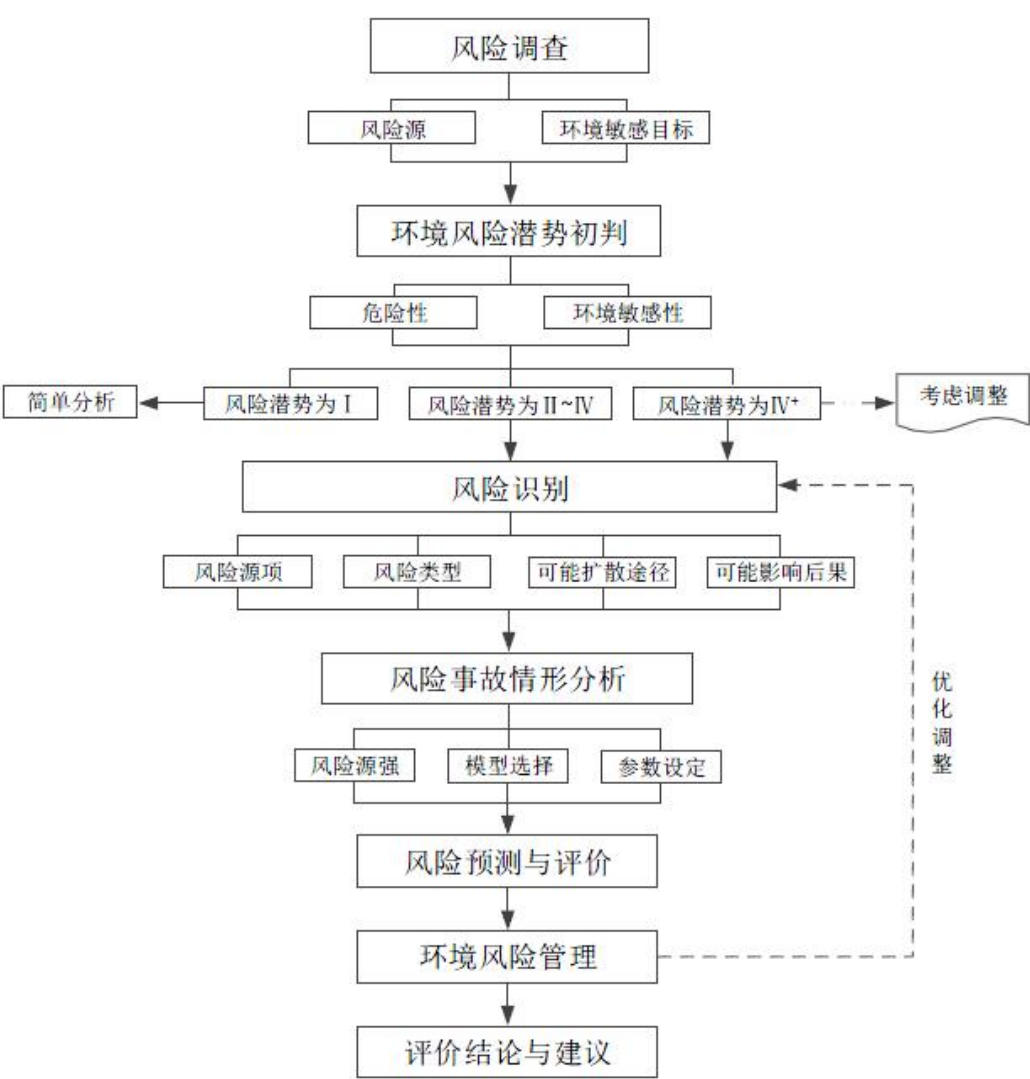 风险调查
风险源
环境敏感目标
环境风险潜势初判
危险性
环境敏感性
简单分析
风险潜势为Ⅰ
风险潜势为Ⅱ~Ⅳ
风险潜势为Ⅳ+
考虑调整
风险识别
风险源项
风险类型
可能扩散途径
可能影响后果
风险事故情形分析
优化调整
风险源强
模型选择
参数设定
风险预测与评价
环境风险管理
评价结论与建议